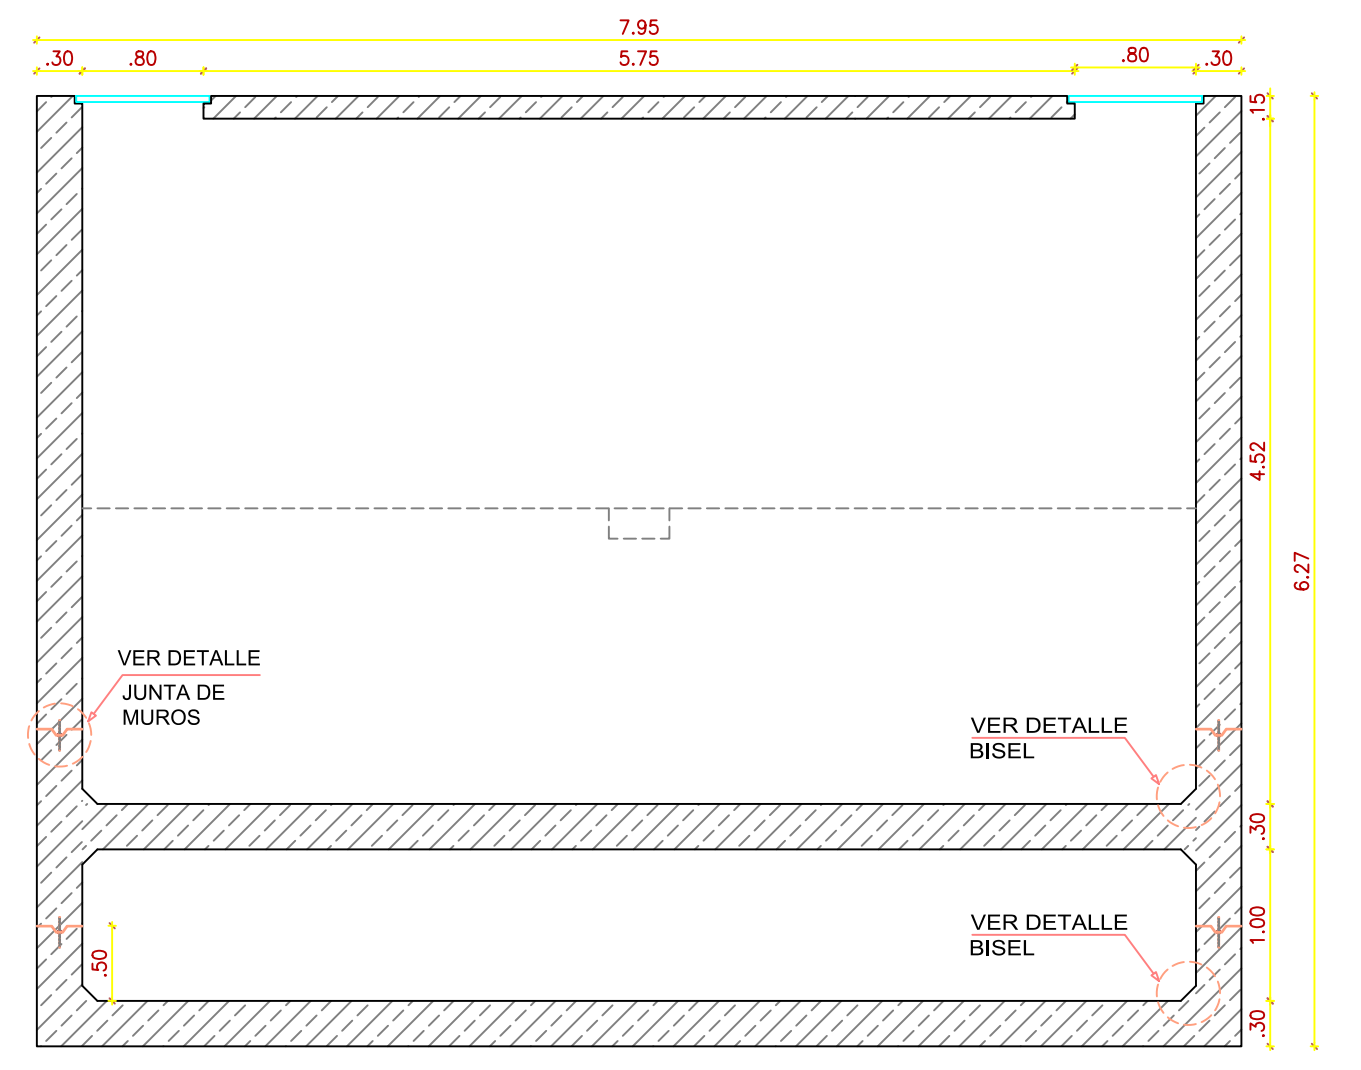 7.95
.30
.80
5.75
.80
.30
.15
4.52
6.27
VER DETALLE
JUNTA DE
MUROS
VER DETALLE
BISEL
.30
VER DETALLE
BISEL
1.00
.50
.30